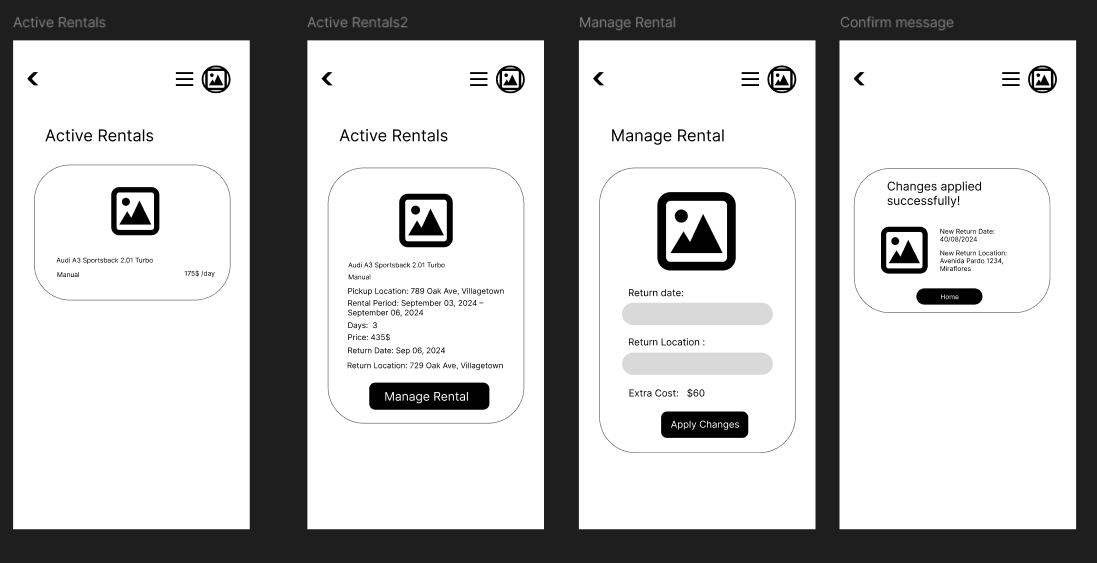 Active Rentals
Active Rentals
Audi A3 Sportsback 2.01 Turbo
Manual
175$ /day
Active Rentals2
Active Rentals
Audi A3 Sportsback 2.01 Turbo
Manual
Pickup Location: 789 Oak Ave, Villagetown
Rental Period: September 03, 2024 –
September 06, 2024
Days:  3
Price: 435$
Return Date: Sep 06, 2024
Return Location: 729 Oak Ave, Villagetown
Manage Rental
Manage Rental
Manage Rental
Return date:
Return Location :
Extra Cost:   $60
Apply Changes
Confirm message
Changes applied
successfully!
New Return Date:
40/08/2024
New Return Location:
Avenida Pardo 1234,
Miraflores
Home